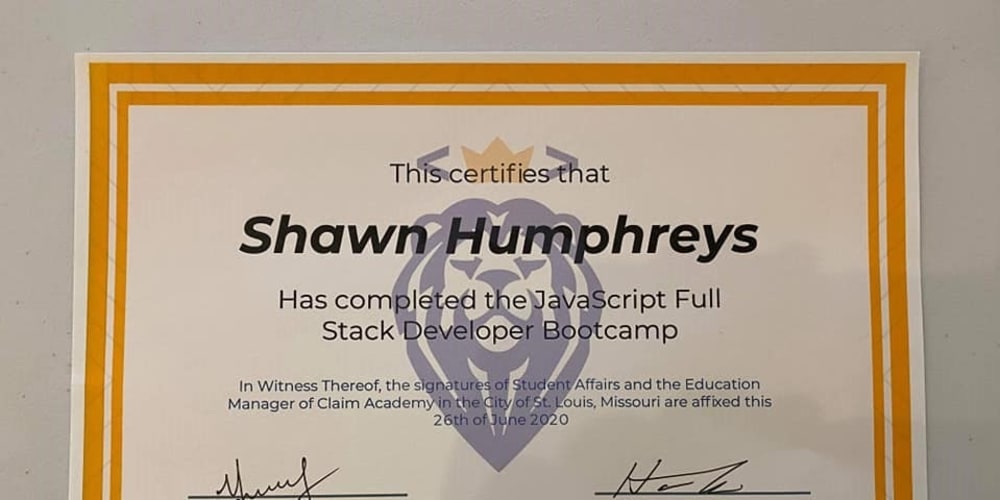 This certifies that
Shawn Humphreys
Has completed the JavaScript Full
Stack Developer Bootcamp
In Witness Thereof, the signatures of Student Affairs and the Education
Manager of Claim Academy in the City of St. Louis, Missouri are affixed this
26th of June 2020